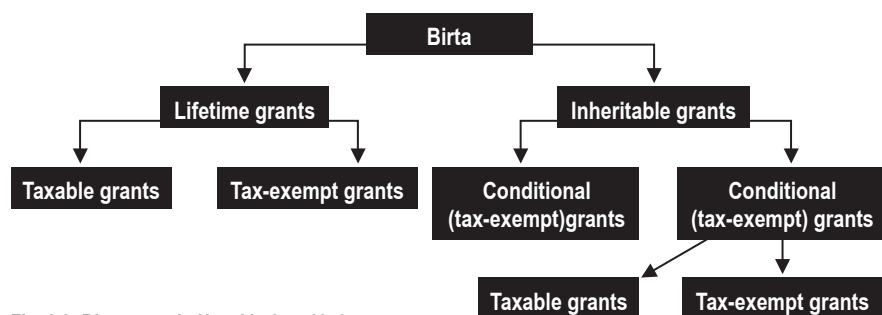 Birta
Lifetime grants
Inheritable grants
Taxable grants
Tax-exempt grants
Conditional
(tax-exempt)grants
Conditional
(tax-exempt) grants
Taxable grants
Tax-exempt grants